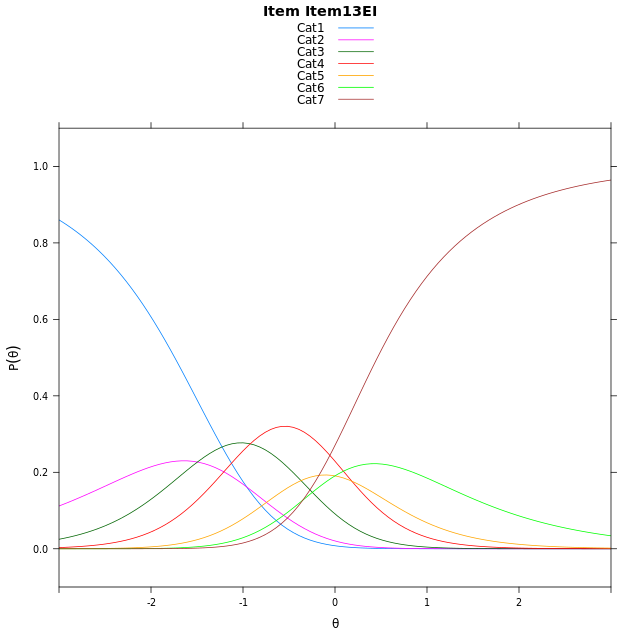 Item Item13EI
Cat1
Cat2
Cat3
Cat4
Cat5
Cat6
Cat7
1.0
0.8
0.6
0.4
0.2
0.0
P(θ)
-2 -1 0 1 2
θ